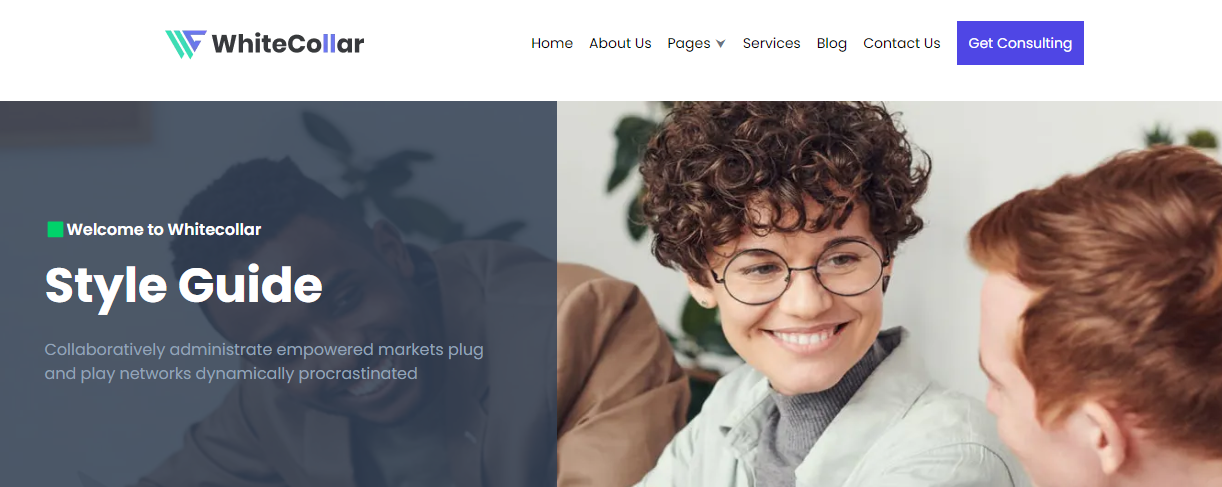 WhiteCollar
Home About Us Pages Services Blog Contact Us Get Consulting
Welcome to Whitecollar
Style Guide
Collaboratively administrate empowered markets plug
and play networks dynamically procrastinated